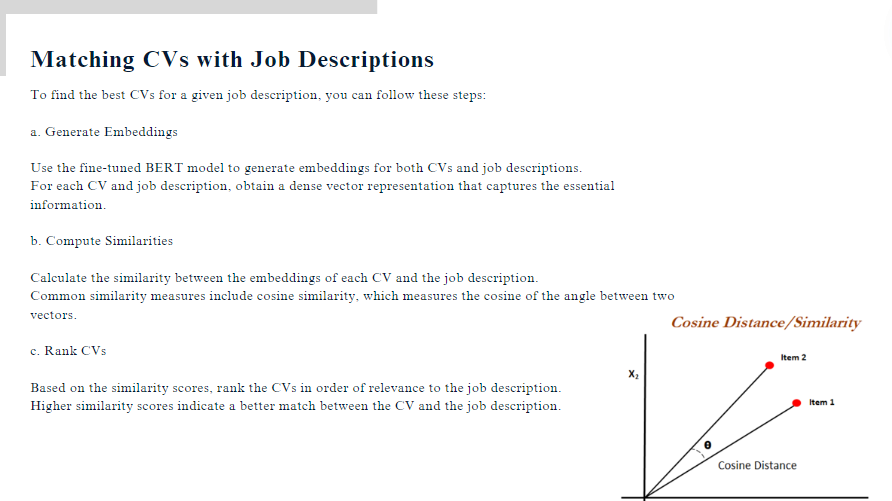 Matching CVs with Job Descriptions
To find the best CVs for a given job description, you can follow these steps:
a. Generate Embeddings
Use the fine-tuned BERT model to generate embeddings for both CVs and job descriptions.
For each CV and job description, obtain a dense vector representation that captures the essential
information.
b. Compute Similarities
Calculate the similarity between the embeddings of each CV and the job description.
Common similarity measures include cosine similarity, which measures the cosine of the angle between two
vectors.
c. Rank CVs
Based on the similarity scores, rank the CVs in order of relevance to the job description.
Higher similarity scores indicate a better match between the CV and the job description.
Cosine Distance/Similarity
Item 2
X₂
Item 1
θ
Cosine Distance